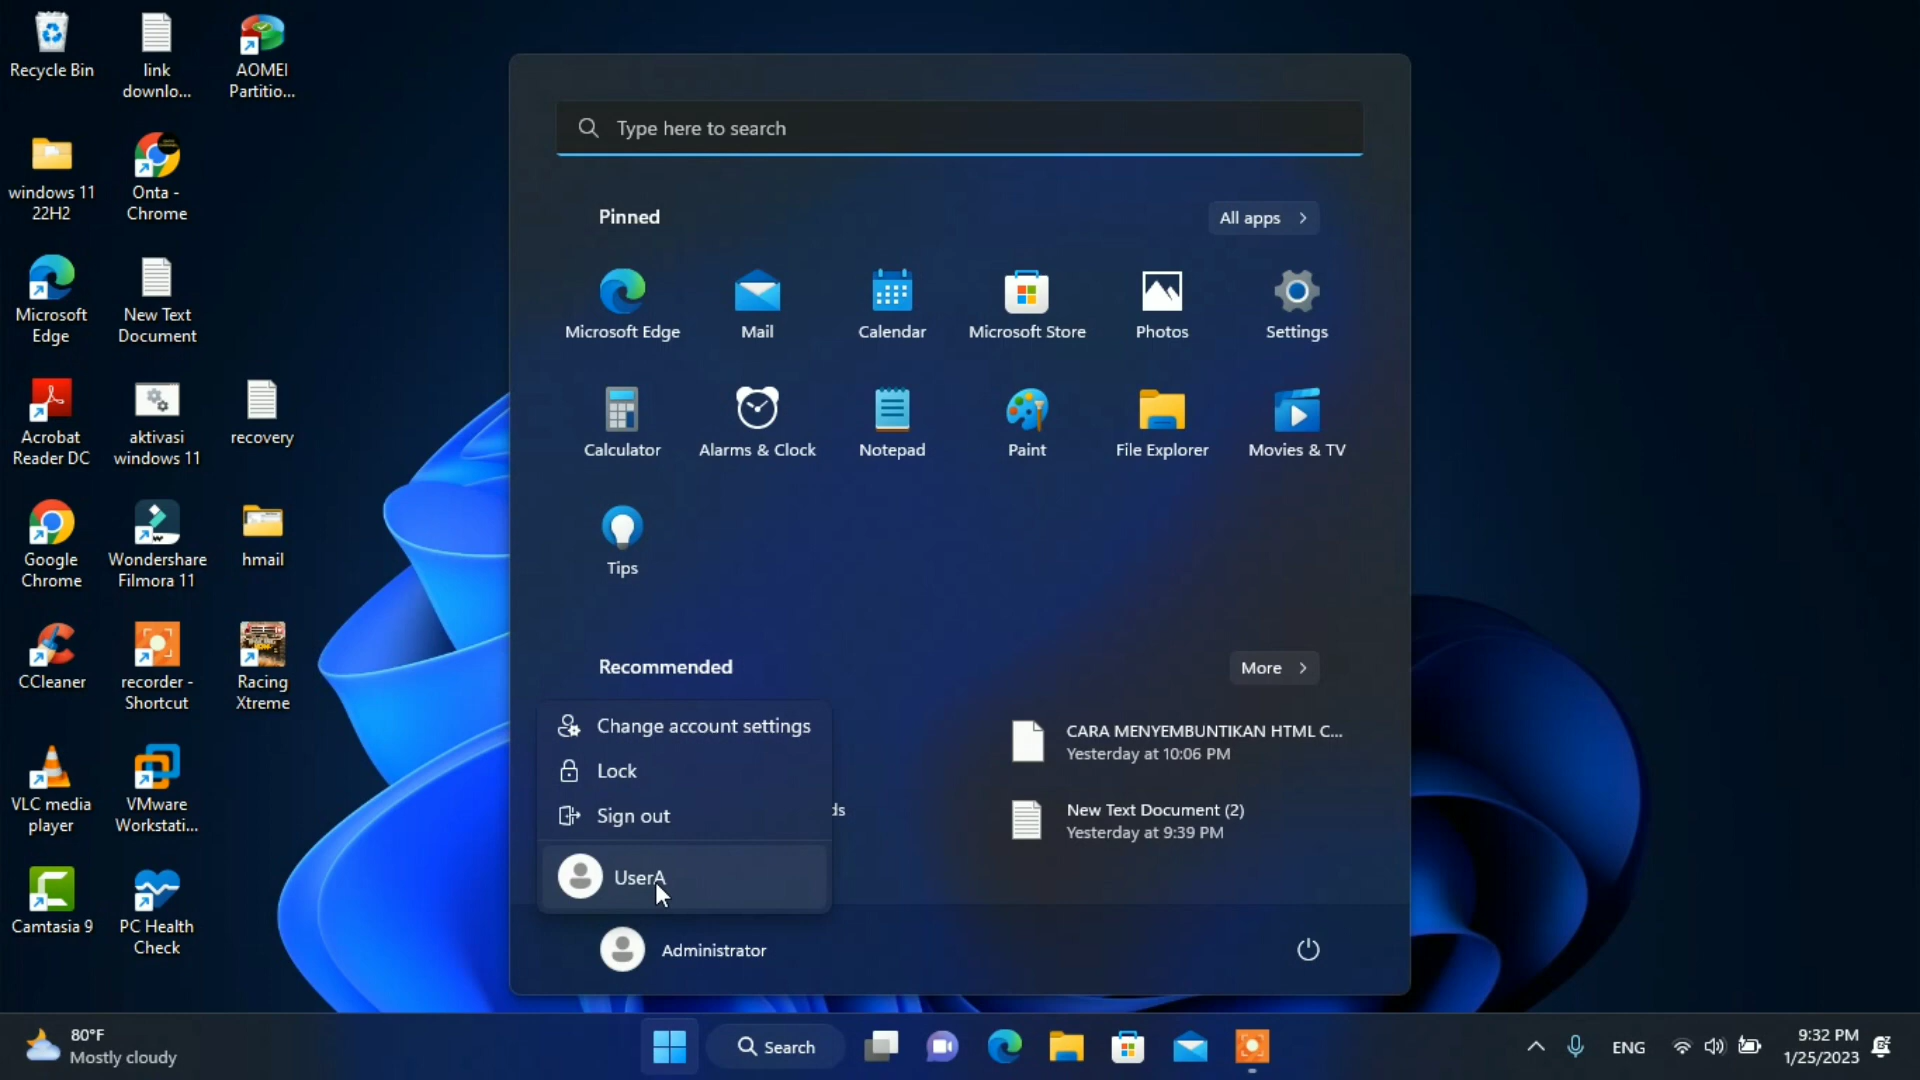 Recycle Bin
link
downlo...
AOMEI
Partitio...
windows 11
22H2
Onta -
Chrome
Microsoft
Edge
New Text
Document
Acrobat
Reader DC
aktivasi
windows 11
recovery
Google
Chrome
Wondershare
Filmora 11
hmail
CCleaner
recorder -
Shortcut
Racing
Xtreme
VLC media
player
VMware
Workstati...
Camtasia 9
PC Health
Check
Type here to search
Pinned
All apps
Microsoft Edge
Mail
Calendar
Microsoft Store
Photos
Settings
Calculator
Alarms & Clock
Notepad
Paint
File Explorer
Movies & TV
Tips
Recommended
More
Change account settings
Lock
Sign out
UserA
ds
CARA MENYEMBUNTIKAN HTML C...
Yesterday at 10:06 PM
New Text Document (2)
Yesterday at 9:39 PM
Administrator
80°F
Mostly cloudy
Search
ENG
9:32 PM
1/25/2023